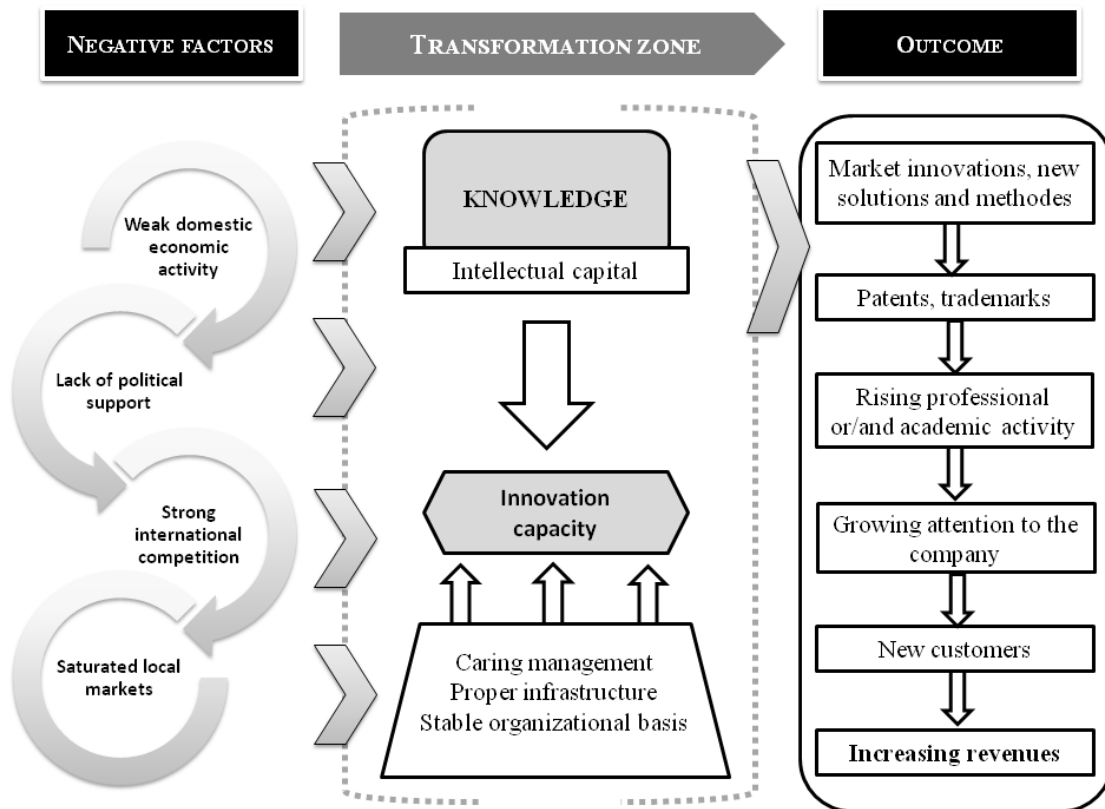 NEGATIVE FACTORS
TRANSFORMATION ZONE
OUTCOME
Weak domestic
economic
activity
Lack of political
support
Strong
international
competition
Saturated local
markets
KNOWLEDGE
Intellectual capital
Innovation
capacity
Caring management
Proper infrastructure
Stable organizational basis
Market innovations, new
solutions and methodes
Patents, trademarks
Rising professional
or/and academic activity
Growing attention to the
company
New customers
Increasing revenues